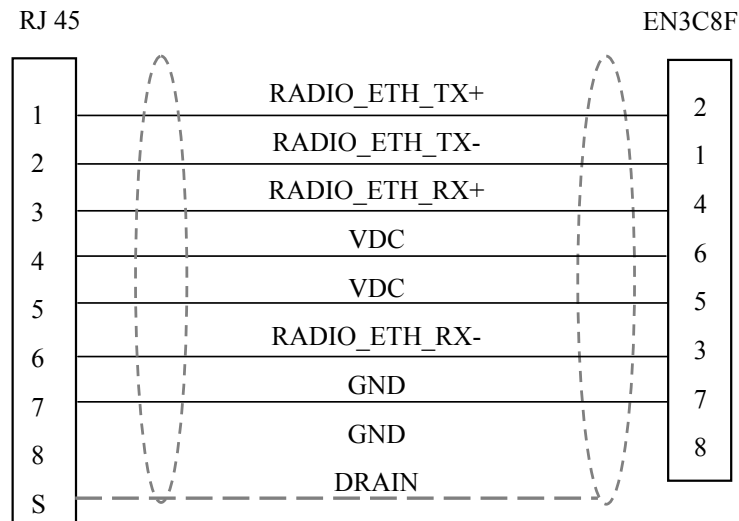 RJ 45 EN3C8F
1 RADIO_ETH_TX+ 2
2 RADIO_ETH_TX- 1
3 RADIO_ETH_RX+ 4
4 VDC 6
5 VDC 5
6 RADIO_ETH_RX- 3
7 GND 7
8 GND 8
S DRAIN